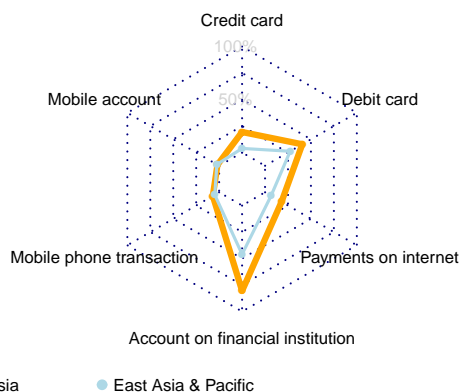 Credit card
100%
Mobile account
50%
Debit card
Mobile phone transaction
Payments on internet
Account on financial institution
East Asia & Pacific